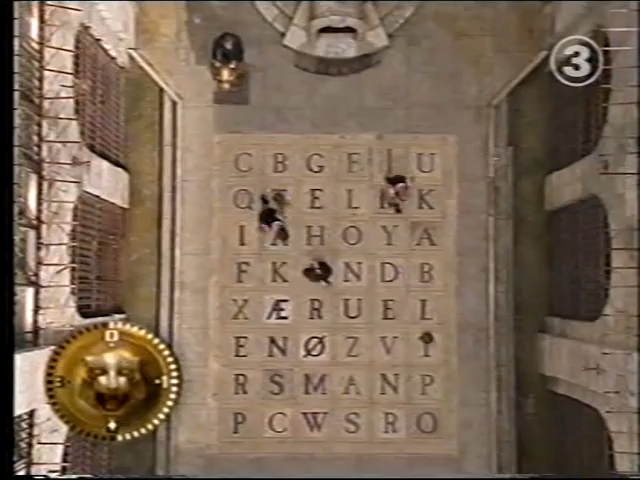 3
C B G E I U
Q E L K
I A H O Y A
F K N D B
X Æ R U E L
E N Ø Z V I
R S M A N P
P C W S R O